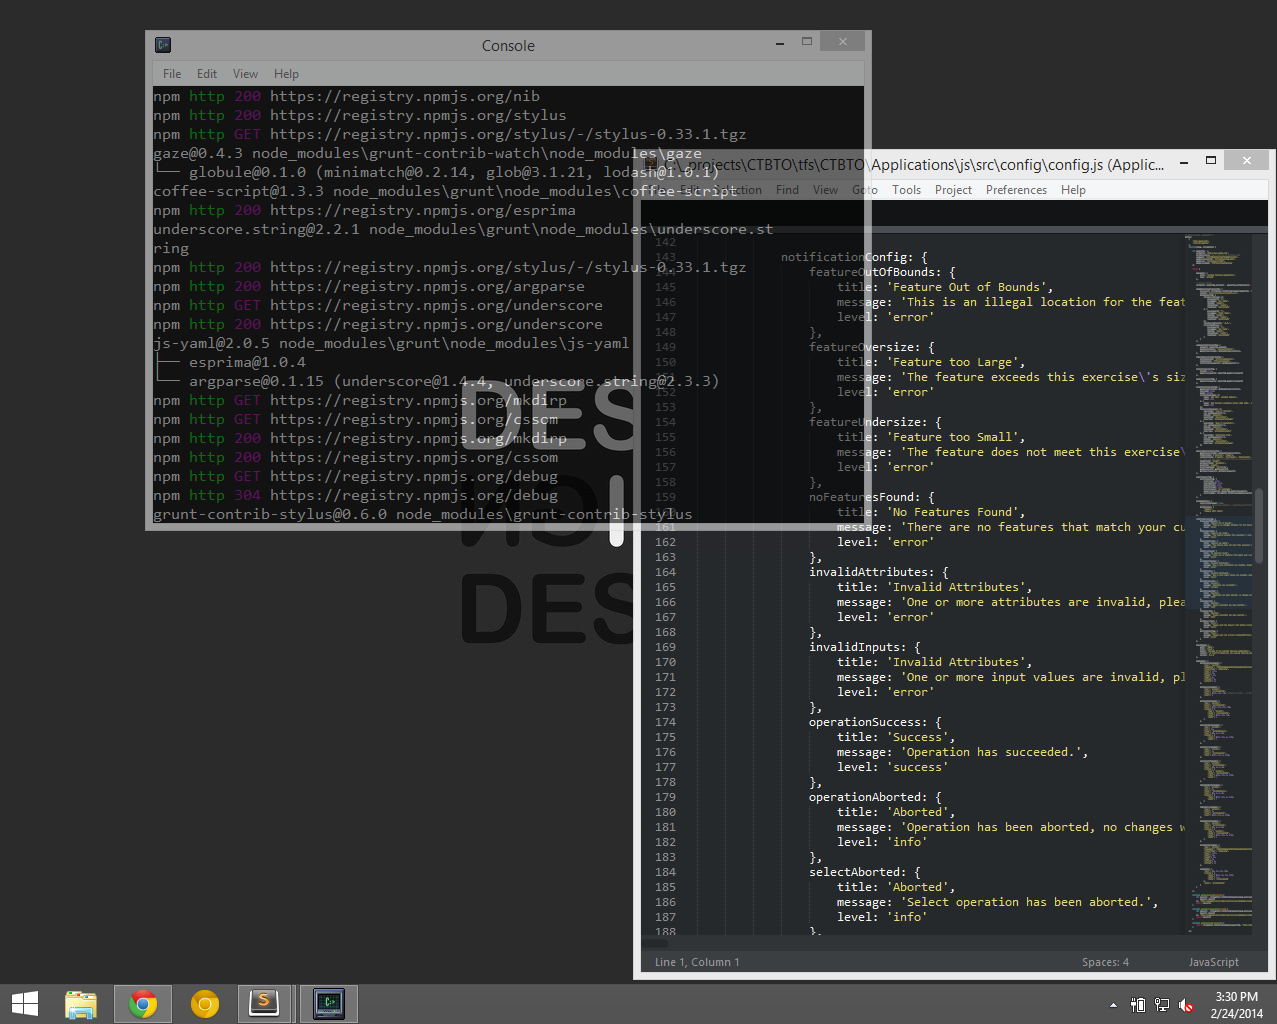 Console
File Edit View Help
npm http 200 https://registry.npmjs.org/nib
npm http 200 https://registry.npmjs.org/stylus
npm http GET https://registry.npmjs.org/stylus/-/stylus-0.33.1.tgz
gaze@0.4.3 node_modules\grunt-contrib-watch\node_modules\gaze
└── globule@0.1.0 (minimatch@0.2.14, glob@3.1.21, lodash@1.0.1)
coffee-script@1.3.3 node_modules\grunt\node_modules\coffee-script
npm http 200 https://registry.npmjs.org/esprima
underscore.string@2.2.1 node_modules\grunt\node_modules\underscore.st
ring
npm http 200 https://registry.npmjs.org/stylus/-/stylus-0.33.1.tgz
npm http 200 https://registry.npmjs.org/argparse
npm http GET https://registry.npmjs.org/underscore
npm http 200 https://registry.npmjs.org/underscore
js-yaml@2.0.5 node_modules\grunt\node_modules\js-yaml
├── esprima@1.0.4
└── argparse@0.1.15 (underscore@1.4.4, underscore.string@2.3.3)
npm http GET https://registry.npmjs.org/mkdirp
npm http GET https://registry.npmjs.org/cssom
npm http 200 https://registry.npmjs.org/mkdirp
npm http 200 https://registry.npmjs.org/cssom
npm http GET https://registry.npmjs.org/debug
npm http 304 https://registry.npmjs.org/debug
grunt-contrib-stylus@0.6.0 node_modules\grunt-contrib-stylus
DES
DES
C:\_projects\CTBTO\tfs\CTBTO\Applications\js\src\config\config.js (Applic...
Edit Selection Find View Goto Tools Project Preferences Help
142
143 notificationConfig: {
144 featureOutOfBounds: {
145 title: 'Feature Out of Bounds',
146 message: 'This is an illegal location for the feat
147 level: 'error'
148 },
149 featureOversize: {
150 title: 'Feature too Large',
151 message: 'The feature exceeds this exercise\'s siz
152 level: 'error'
153 },
154 featureUndersize: {
155 title: 'Feature too Small',
156 message: 'The feature does not meet this exercise\
157 level: 'error'
158 },
159 noFeaturesFound: {
160 title: 'No Features Found',
161 message: 'There are no features that match your cu
162 level: 'error'
163 },
164 invalidAttributes: {
165 title: 'Invalid Attributes',
166 message: 'One or more attributes are invalid, plea
167 level: 'error'
168 },
169 invalidInputs: {
170 title: 'Invalid Attributes',
171 message: 'One or more input values are invalid, pl
172 level: 'error'
173 },
174 operationSuccess: {
175 title: 'Success',
176 message: 'Operation has succeeded.',
177 level: 'success'
178 },
179 operationAborted: {
180 title: 'Aborted',
181 message: 'Operation has been aborted, no changes w
182 level: 'info'
183 },
184 selectAborted: {
185 title: 'Aborted',
186 message: 'Select operation has been aborted.',
187 level: 'info'
188 },
Line 1, Column 1 Spaces: 4 JavaScript
3:30 PM
2/24/2014